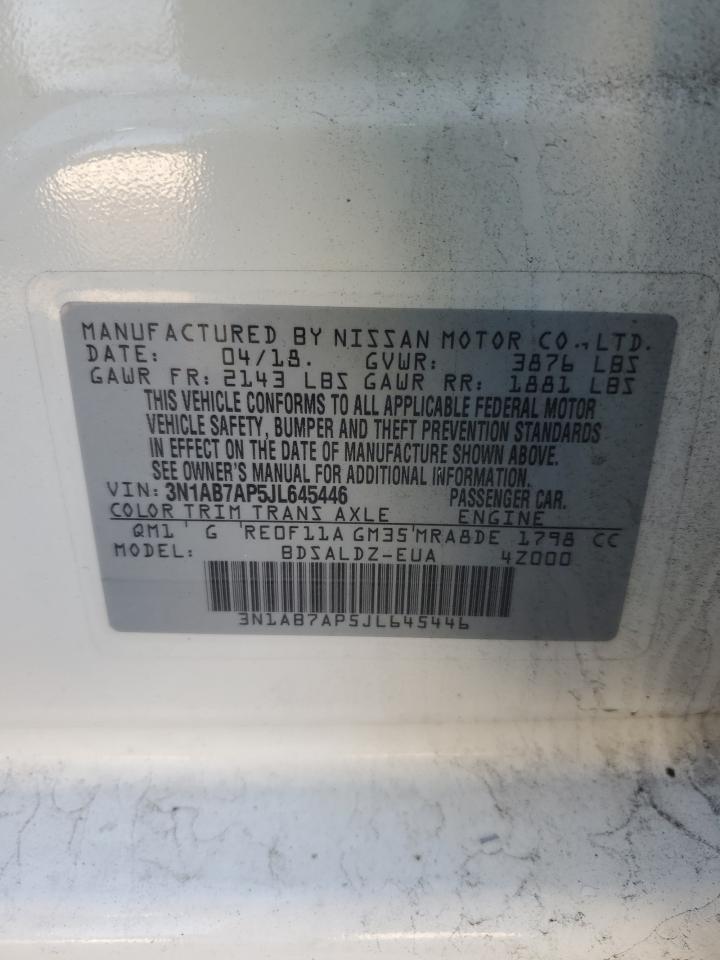 MANUFACTURED BY NISSAN MOTOR CO., LTD.
DATE: 04/18. GVWR: 3876 LBS
GAWR FR: 2143 LBS GAWR RR: 1881 LBS
THIS VEHICLE CONFORMS TO ALL APPLICABLE FEDERAL MOTOR
VEHICLE SAFETY, BUMPER AND THEFT PREVENTION STANDARDS
IN EFFECT ON THE DATE OF MANUFACTURE SHOWN ABOVE.
SEE OWNER'S MANUAL FOR ADDITIONAL INFORMATION.
VIN: 3N1AB7AP5JL645446 PASSENGER CAR.
COLOR TRIM TRANS AXLE ENGINE
QM1 G RE0F11A GM35 MRA8DE 1798 CC
MODEL: BDSALDZ-EUA 4Z000
3N1AB7AP5JL645446